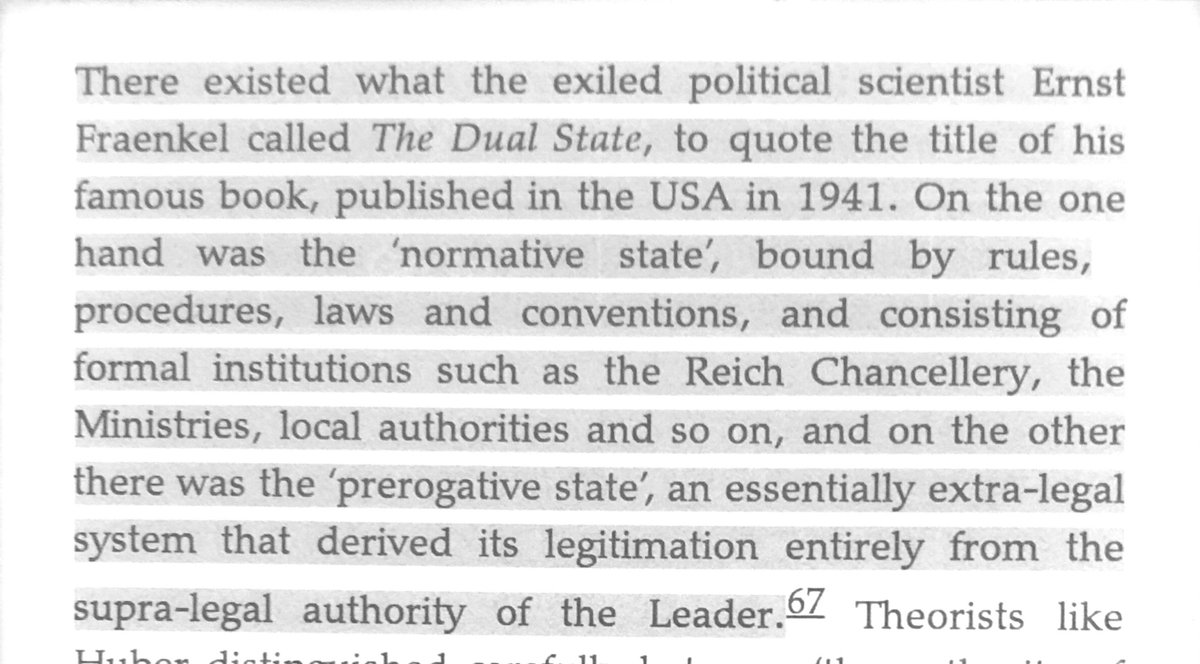 There existed what the exiled political scientist Ernst
Fraenkel called The Dual State, to quote the title of his
famous book, published in the USA in 1941. On the one
hand was the ‘normative state’, bound by rules,
procedures, laws and conventions, and consisting of
formal institutions such as the Reich Chancellery, the
Ministries, local authorities and so on, and on the other
there was the ‘prerogative state’, an essentially extra-legal
system that derived its legitimation entirely from the
supra-legal authority of the Leader.67 Theorists like
Huber distinguished carefully